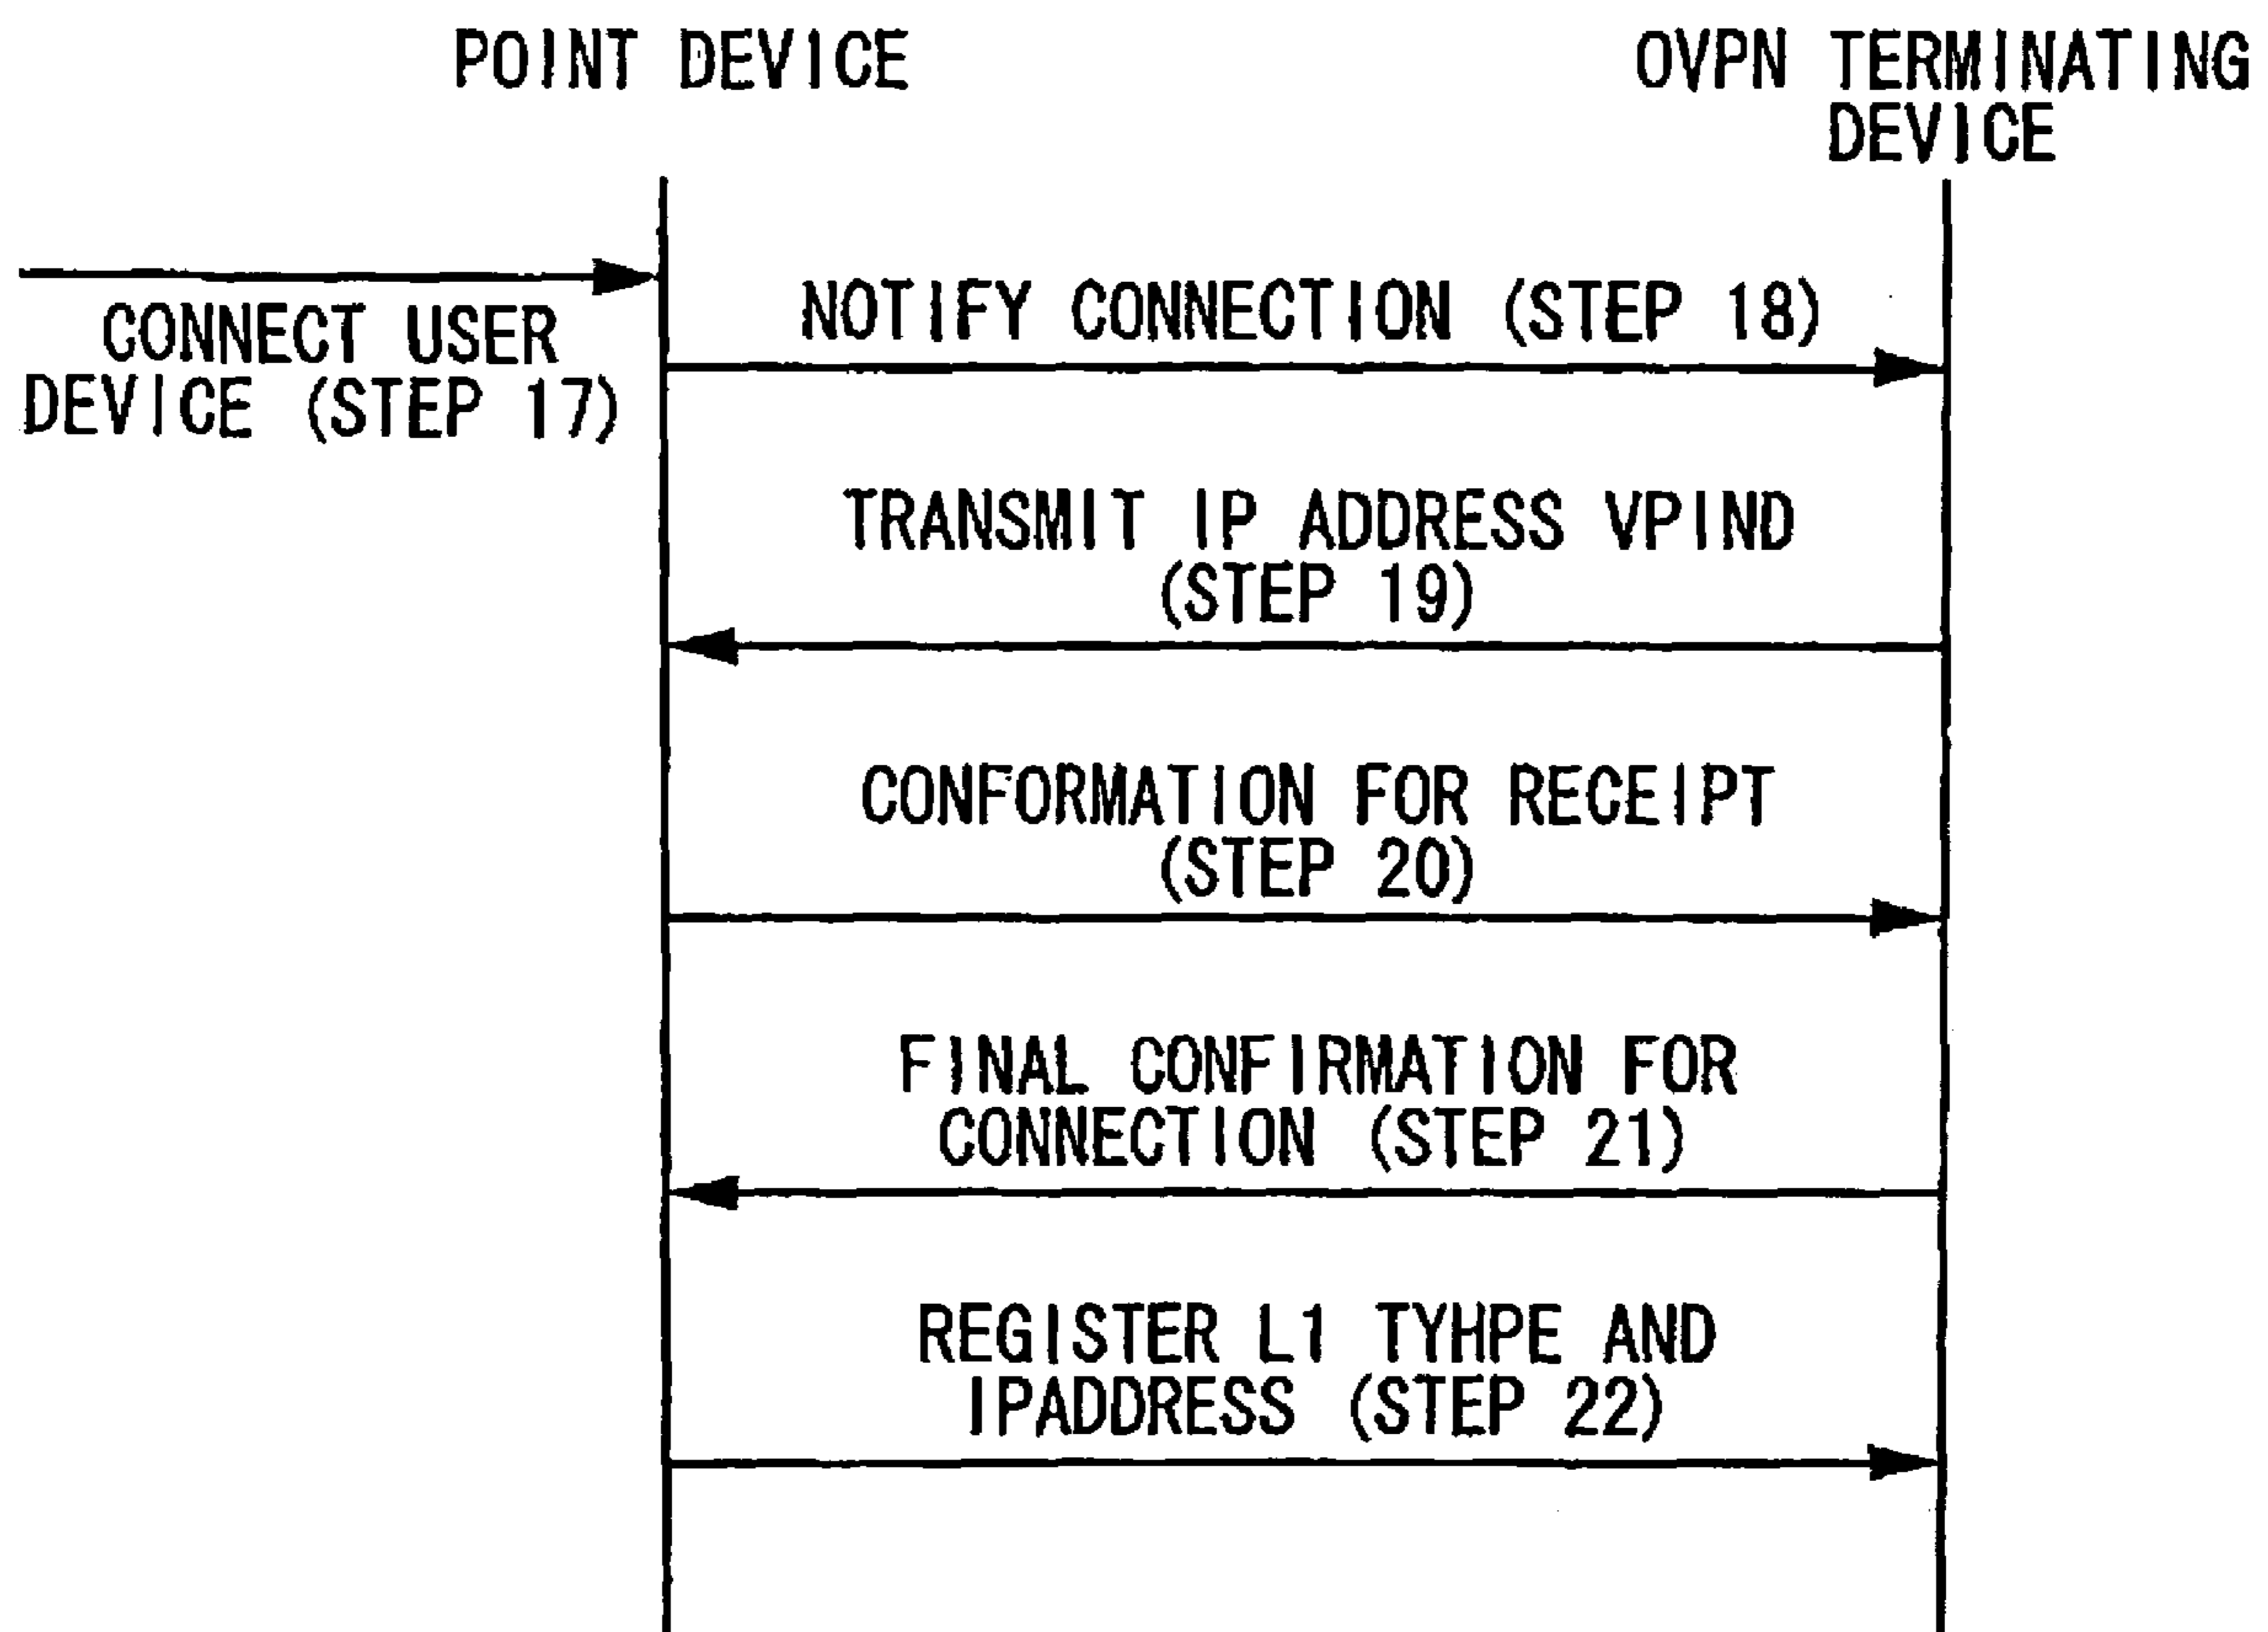 POINT DEVICE
OVPN TERMINATING
DEVICE
CONNECT USER
DEVICE (STEP 17)
NOTIFY CONNECTION (STEP 18)
TRANSMIT IP ADDRESS VPIND
(STEP 19)
CONFORMATION FOR RECEIPT
(STEP 20)
FINAL CONFIRMATION FOR
CONNECTION (STEP 21)
REGISTER L1 TYHPE AND
IPADDRESS (STEP 22)